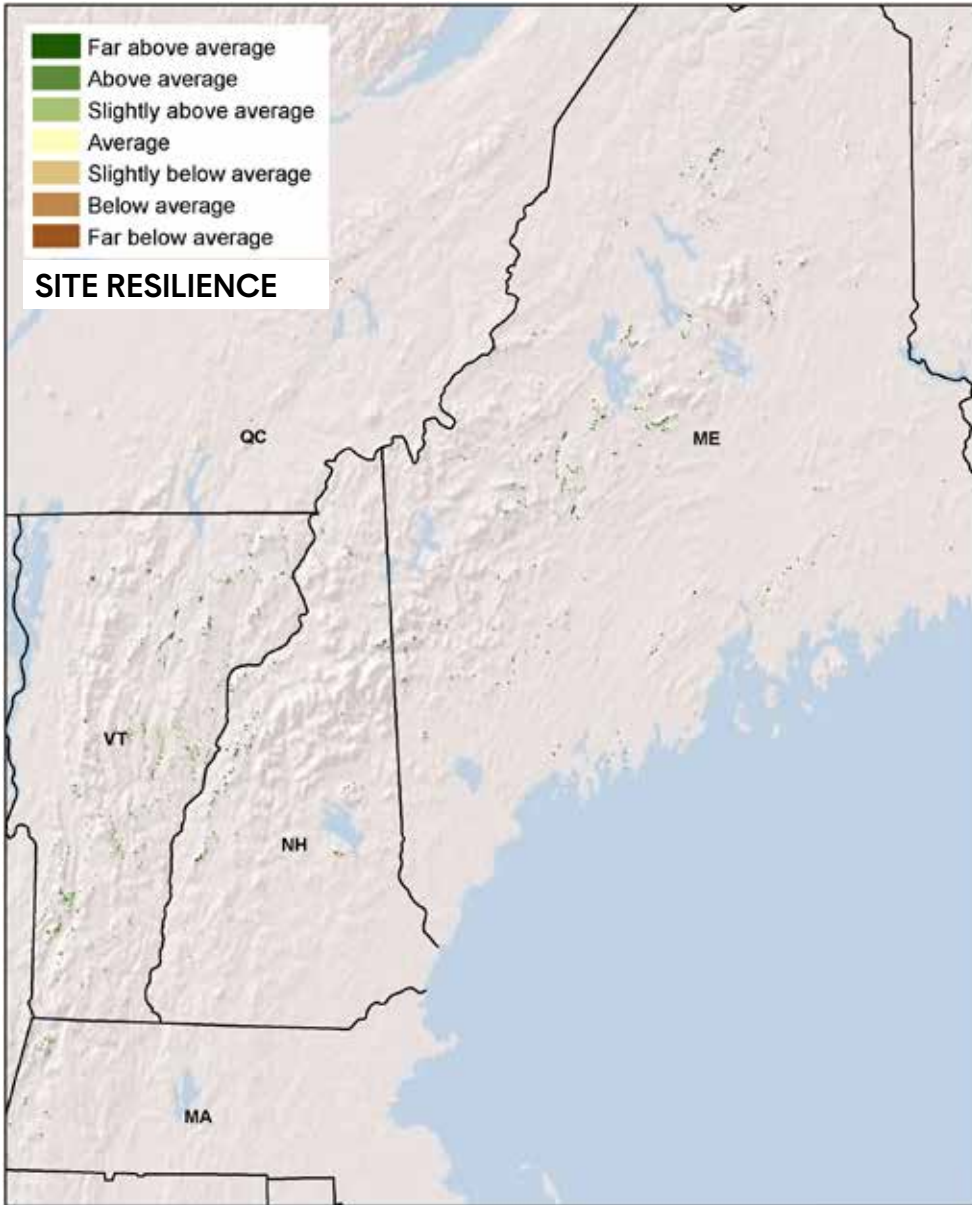 Far above average
Above average
Slightly above average
Average
Slightly below average
Below average
Far below average
SITE RESILIENCE
QC
ME
VT
NH
MA